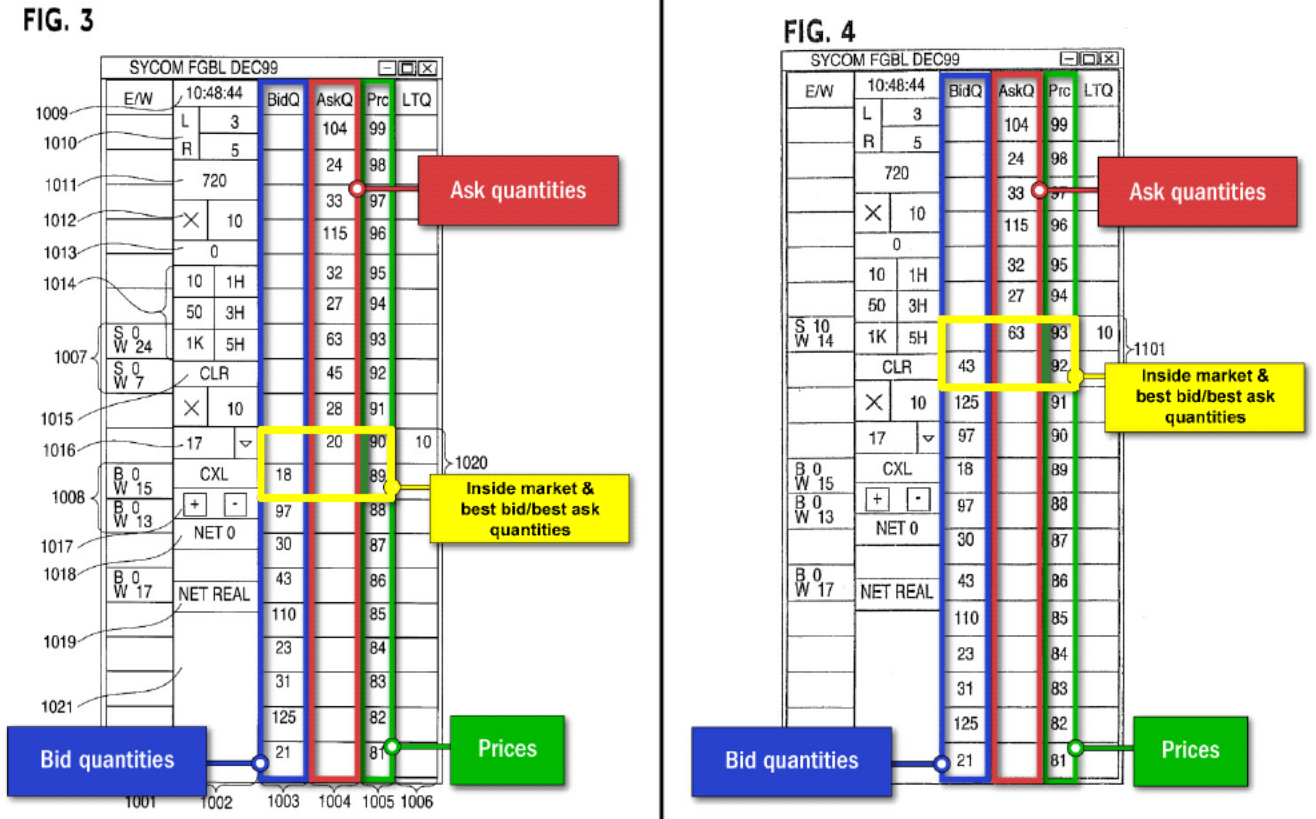 FIG. 3
SYCOM FGBL DEC99
E/W 10:48:44 BidQ AskQ Prc LTQ
1009
L 3 104 99
1010
R 5
24 98
1011 720
Ask quantities
33 97
1012 X 10
115 96
1013 0
1014 32 95
10 1H
27 94
50 3H
S 0 63 93
W 24 1K 5H
1007
S 0 CLR 45 92
W 7
1015 X 10 28 91
1016 17 20 90 10
1020
B 0 CXL 18 89
W 15
1008
Inside market &
best bid/best ask
quantities
B 0 + - 97 88
W 13
1017 NET 0 30 87
1018
B 0 43 86
W 17 NET REAL
110 85
1019 23 84
31 83
1021
125 82
Bid quantities
Prices
21 81
1001 1002 1003 1004 1005 1006
FIG. 4
SYCOM FGBL DEC99
E/W 10:48:44 BidQ AskQ Prc LTQ
L 3 104 99
R 5
24 98
720
Ask quantities
33 97
X 10
115 96
0
32 95
10 1H
27 94
50 3H
S 10 63 93 10
W 14 1K 5H
1101
CLR 43 92
Inside market &
best bid/best ask
quantities
X 10 125 91
17 97 90
B 0 CXL 18 89
W 15
B 0 + - 97 88
W 13
NET 0 30 87
B 0 43 86
W 17 NET REAL
110 85
23 84
31 83
125 82
Bid quantities
Prices
21 81